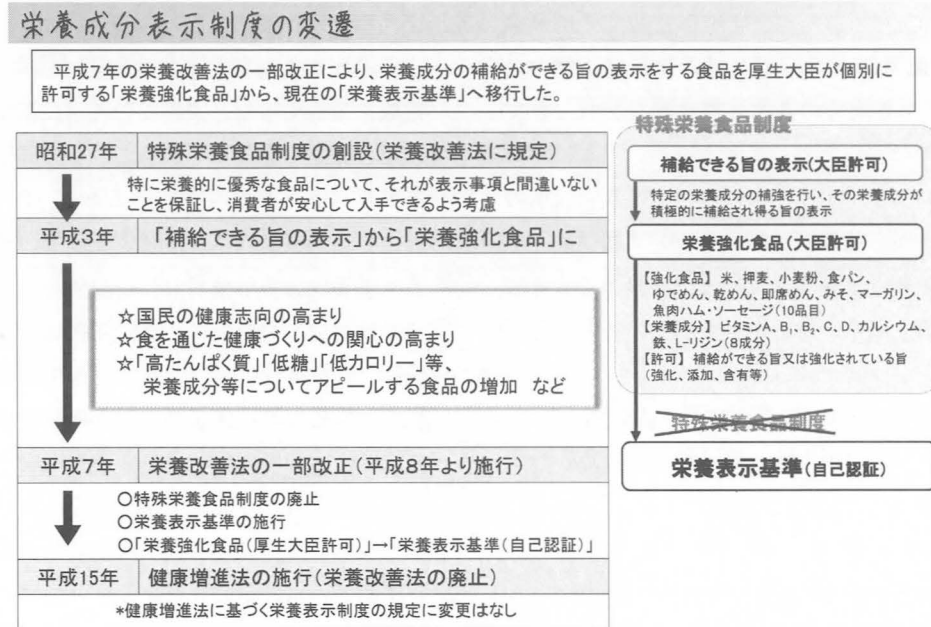 栄養成分表示制度の変遷
平成7年の栄養改善法の一部改正により、栄養成分の補給ができる旨の表示をする食品を厚生大臣が個別に
許可する「栄養強化食品」から、現在の「栄養表示基準」へ移行した。
昭和27年 特殊栄養食品制度の創設(栄養改善法に規定)
特に栄養的に優秀な食品について、それが表示事項と間違いない
ことを保証し、消費者が安心して入手できるよう考慮
平成3年 「補給できる旨の表示」から「栄養強化食品」に
☆国民の健康志向の高まり
☆食を通じた健康づくりへの関心の高まり
☆「高たんぱく質」「低糖」「低カロリー」等、
栄養成分等についてアピールする食品の増加 など
平成7年 栄養改善法の一部改正(平成8年より施行)
○特殊栄養食品制度の廃止
○栄養表示基準の施行
○「栄養強化食品(厚生大臣許可)」→「栄養表示基準(自己認証)」
平成15年 健康増進法の施行(栄養改善法の廃止)
*健康増進法に基づく栄養表示制度の規定に変更はなし
特殊栄養食品制度
補給できる旨の表示(大臣許可)
特定の栄養成分の補強を行い、その栄養成分が
積極的に補給され得る旨の表示
栄養強化食品(大臣許可)
【強化食品】 米、押麦、小麦粉、食パン、
ゆでめん、乾めん、即席めん、みそ、マーガリン、
魚肉ハム・ソーセージ(10品目)
【栄養成分】 ビタミンA、B₁、B₂、C、D、カルシウム、
鉄、L-リジン(8成分)
【許可】 補給ができる旨又は強化されている旨
(強化、添加、含有等)
特殊栄養食品制度
栄養表示基準(自己認証)